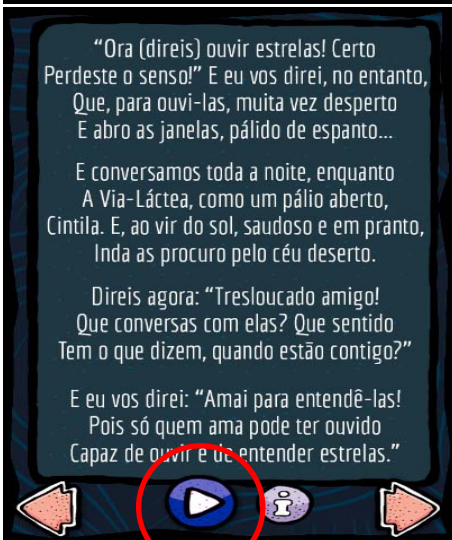 “Ora (direis) ouvir estrelas! Certo
Perdeste o senso!” E eu vos direi, no entanto,
Que, para ouvi-las, muita vez desperto
E abro as janelas, pálido de espanto...
E conversamos toda a noite, enquanto
A Via-Láctea, como um pálio aberto,
Cintila. E, ao vir do sol, saudoso e em pranto,
Inda as procuro pelo céu deserto.
Direis agora: “Tresloucado amigo!
Que conversas com elas? Que sentido
Tem o que dizem, quando estão contigo?”
E eu vos direi: “Amai para entendê-las!
Pois só quem ama pode ter ouvido
Capaz de ouvir e de entender estrelas.”
i